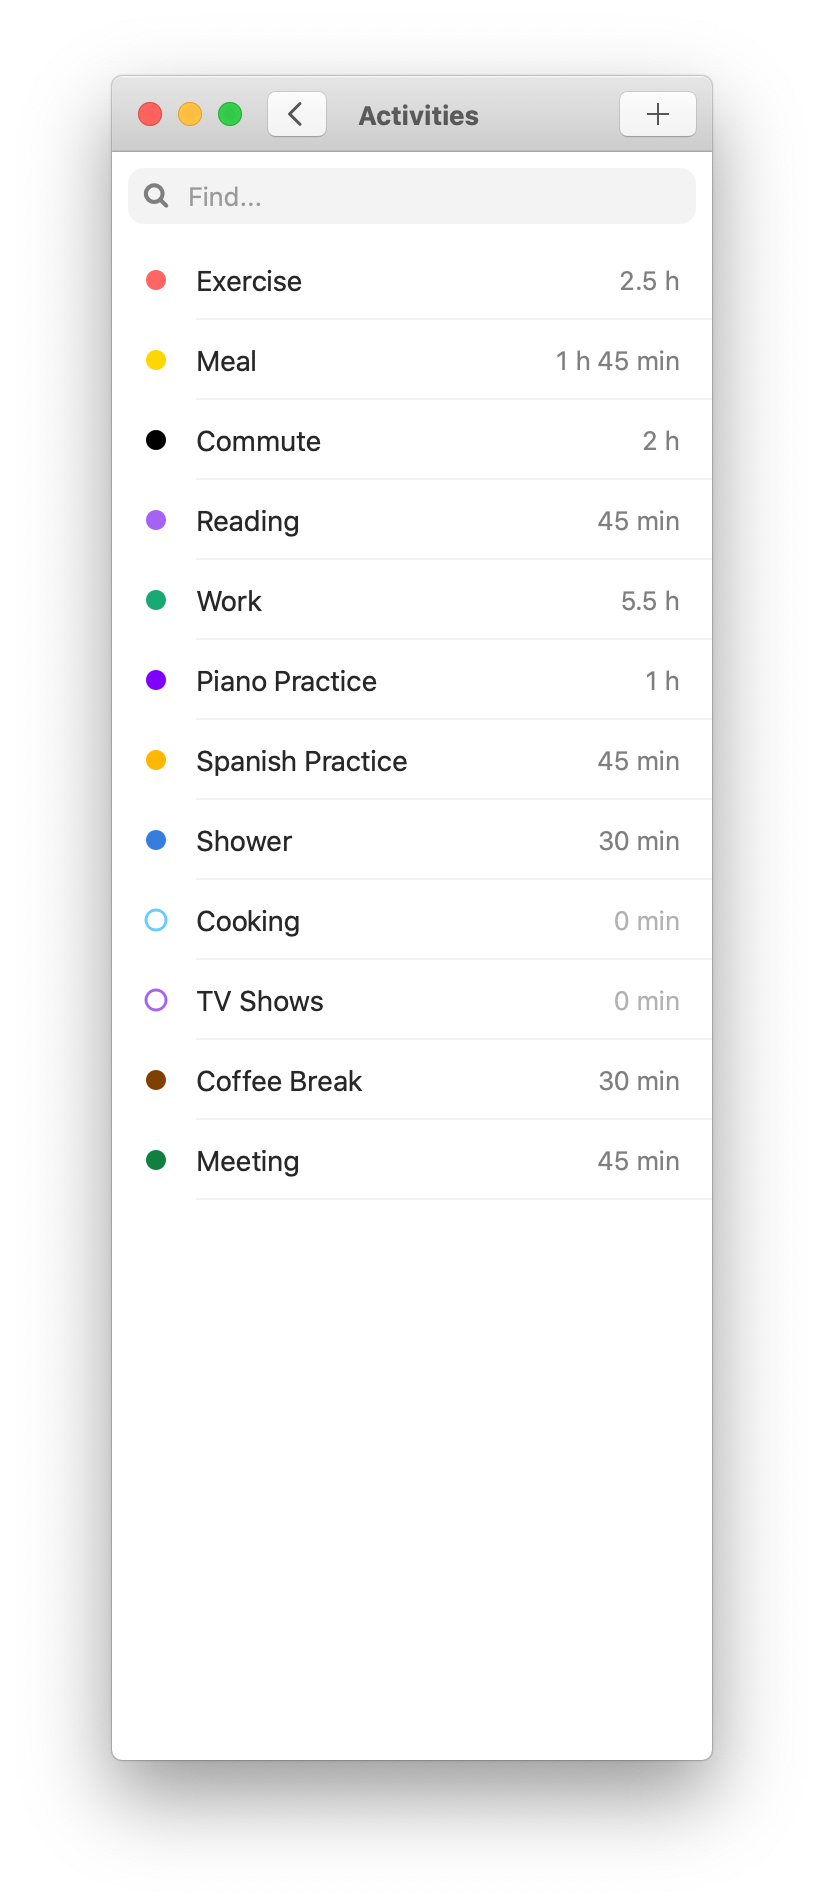 Activities
Find...
Exercise 2.5 h
Meal 1 h 45 min
Commute 2 h
Reading 45 min
Work 5.5 h
Piano Practice 1 h
Spanish Practice 45 min
Shower 30 min
Cooking 0 min
TV Shows 0 min
Coffee Break 30 min
Meeting 45 min